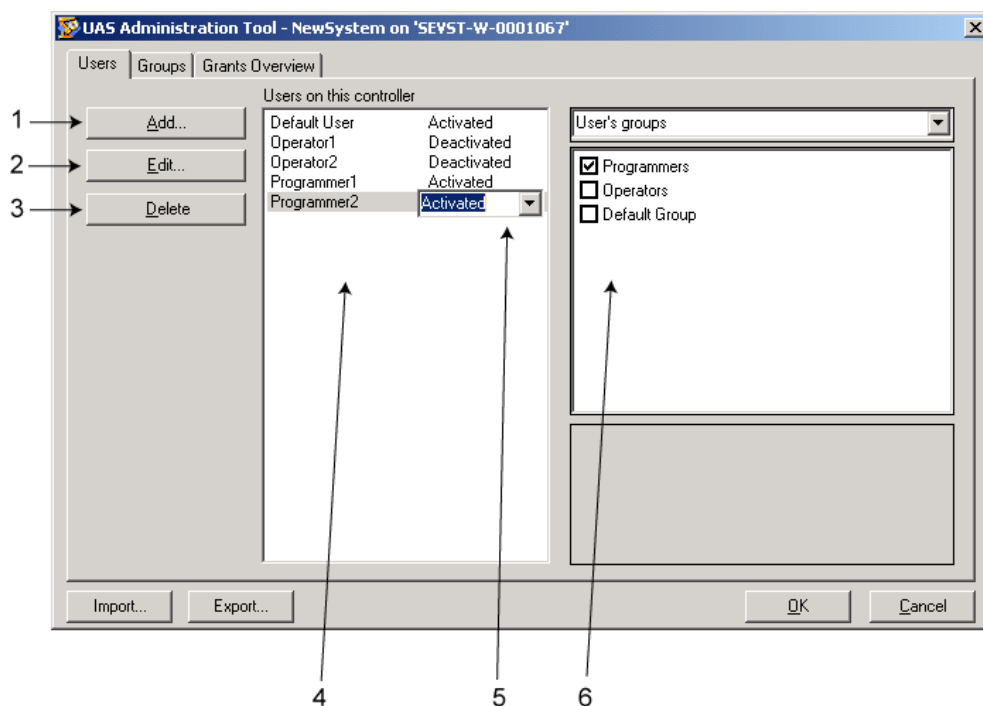 UAS Administration Tool - NewSystem on 'SEVST-W-0001067'
Users Groups Grants Overview
Users on this controller
1 Add...
2 Edit...
3 Delete
Default User Activated
Operator1 Deactivated
Operator2 Deactivated
Programmer1 Activated
Programmer2 Activated
User's groups
Programmers
Operators
Default Group
Import... Export... OK Cancel
4 5 6